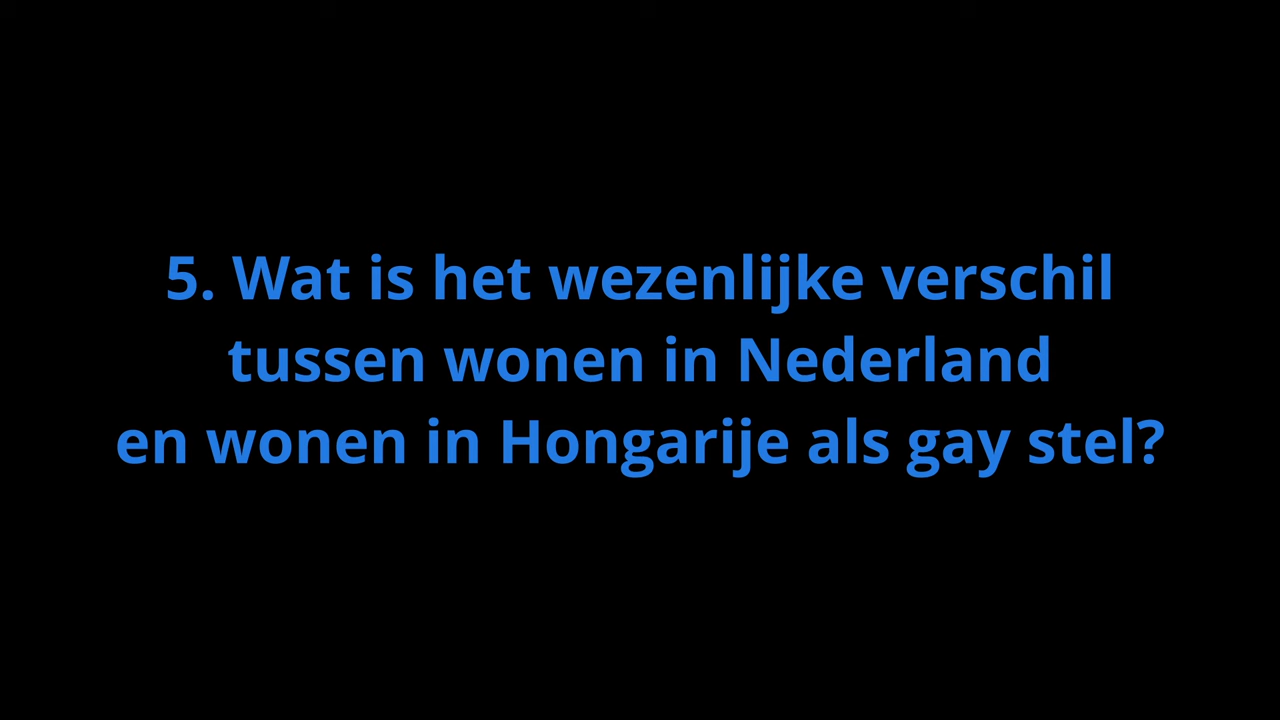 5. Wat is het wezenlijke verschil
tussen wonen in Nederland
en wonen in Hongarije als gay stel?